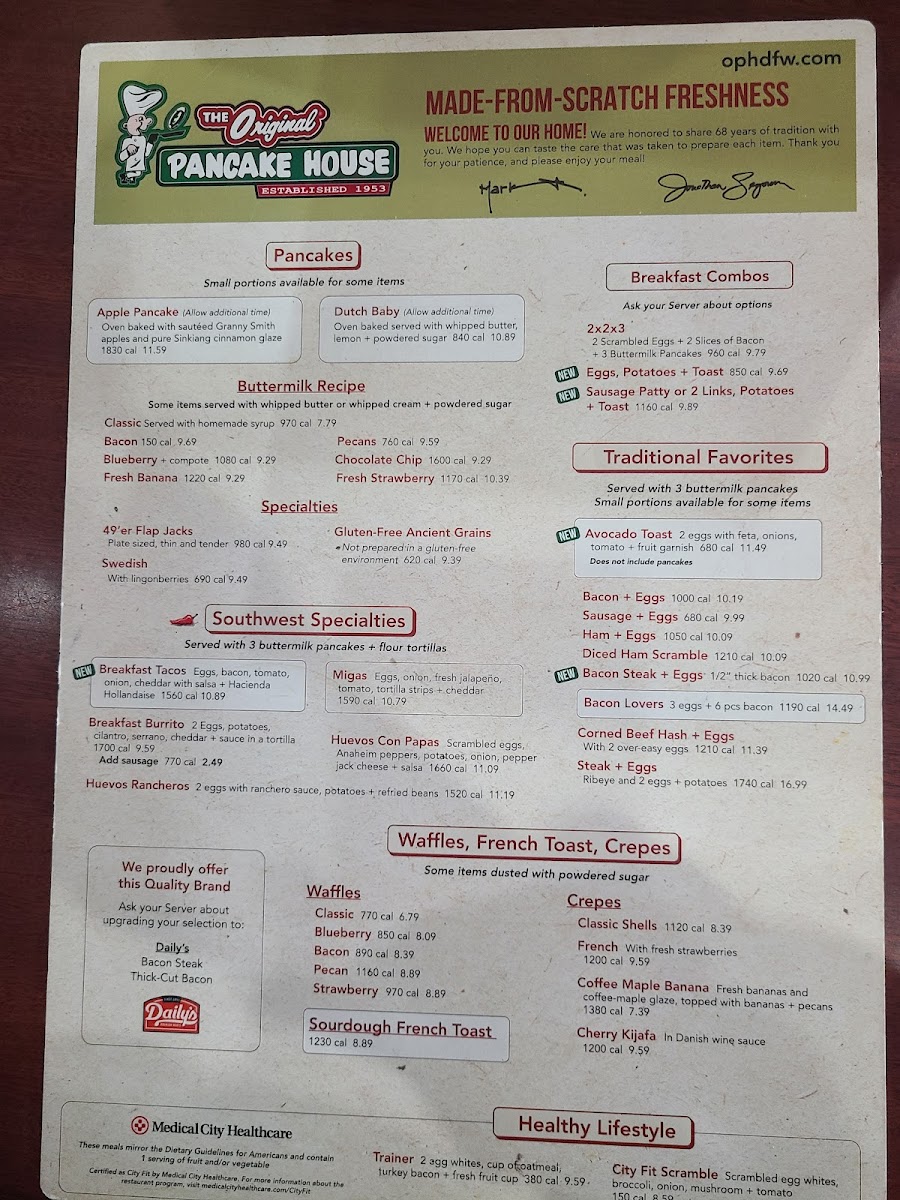 ophdfw.com
THE Original
PANCAKE HOUSE
ESTABLISHED 1953
MADE-FROM-SCRATCH FRESHNESS
WELCOME TO OUR HOME! We are honored to share 68 years of tradition with
you. We hope you can taste the care that was taken to prepare each item. Thank you
for your patience, and please enjoy your meal!
Mark
Pancakes
Small portions available for some items
Apple Pancake (Allow additional time)
Oven baked with sautéed Granny Smith
apples and pure Sinkiang cinnamon glaze
1830 cal 11.59
Dutch Baby (Allow additional time)
Oven baked served with whipped butter,
lemon + powdered sugar 840 cal 10.89
Buttermilk Recipe
Some items served with whipped butter or whipped cream + powdered sugar
Classic Served with homemade syrup 970 cal 7.79
Bacon 150 cal 9.69
Blueberry + compote 1080 cal 9.29
Fresh Banana 1220 cal 9.29
Pecans 760 cal 9.59
Chocolate Chip 1600 cal 9.29
Fresh Strawberry 1170 cal 10.39
Specialties
49'er Flap Jacks
Plate sized, thin and tender 980 cal 9.49
Swedish
With lingonberries 690 cal 9.49
Gluten-Free Ancient Grains
Not prepared in a gluten-free
environment 620 cal 9.39
Southwest Specialties
Served with 3 buttermilk pancakes + flour tortillas
NEW Breakfast Tacos Eggs, bacon, tomato,
onion, cheddar with salsa + Hacienda
Hollandaise 1560 cal 10.89
Migas Eggs, onion, fresh jalapeño,
tomato, tortilla strips + cheddar
1590 cal 10.79
Breakfast Burrito 2 Eggs, potatoes,
cilantro, serrano, cheddar + sauce in a tortilla
1700 cal 9.59
Add sausage 770 cal 2.49
Huevos Con Papas Scrambled eggs,
Anaheim peppers, potatoes, onion, pepper
jack cheese + salsa 1660 cal 11.09
Huevos Rancheros 2 eggs with ranchero sauce, potatoes + refried beans 1520 cal 11.19
Breakfast Combos
Ask your Server about options
2x2x3
2 Scrambled Eggs + 2 Slices of Bacon
+ 3 Buttermilk Pancakes 960 cal 9.79
NEW Eggs, Potatoes + Toast 850 cal 9.69
NEW Sausage Patty or 2 Links, Potatoes
+ Toast 1160 cal 9.89
Traditional Favorites
Served with 3 buttermilk pancakes
Small portions available for some items
NEW Avocado Toast 2 eggs with feta, onions,
tomato + fruit garnish 680 cal 11.49
Does not include pancakes
Bacon + Eggs 1000 cal 10.19
Sausage + Eggs 680 cal 9.99
Ham + Eggs 1050 cal 10.09
Diced Ham Scramble 1210 cal 10.09
NEW Bacon Steak + Eggs 1/2" thick bacon 1020 cal 10.99
Bacon Lovers 3 eggs + 6 pcs bacon 1190 cal 14.49
Corned Beef Hash + Eggs
With 2 over-easy eggs 1210 cal 11.39
Steak + Eggs
Ribeye and 2 eggs + potatoes 1740 cal 16.99
We proudly offer
this Quality Brand
Ask your Server about
upgrading your selection to:
Daily's
Bacon Steak
Thick-Cut Bacon
Daily's
Waffles, French Toast, Crepes
Some items dusted with powdered sugar
Waffles
Classic 770 cal 6.79
Blueberry 850 cal 8.09
Bacon 890 cal 8.39
Pecan 1160 cal 8.89
Strawberry 970 cal 8.89
Sourdough French Toast
1230 cal 8.89
Crepes
Classic Shells 1120 cal 8.39
French With fresh strawberries
1200 cal 9.59
Coffee Maple Banana Fresh bananas and
coffee-maple glaze, topped with bananas + pecans
1380 cal 7.39
Cherry Kijafa In Danish wine sauce
1200 cal 9.59
Medical City Healthcare
These meals mirror the Dietary Guidelines for Americans and contain
1 serving of fruit and/or vegetable
Certified as City Fit by Medical City Healthcare. For more information about the
restaurant program, visit medicalcityhealthcare.com/CityFit
Healthy Lifestyle
Trainer 2 egg whites, cup of oatmeal,
turkey bacon + fresh fruit cup 380 cal 9.59
City Fit Scramble Scrambled egg whites,
broccoli, onion, mushroom + tomato
150 cal 8.59